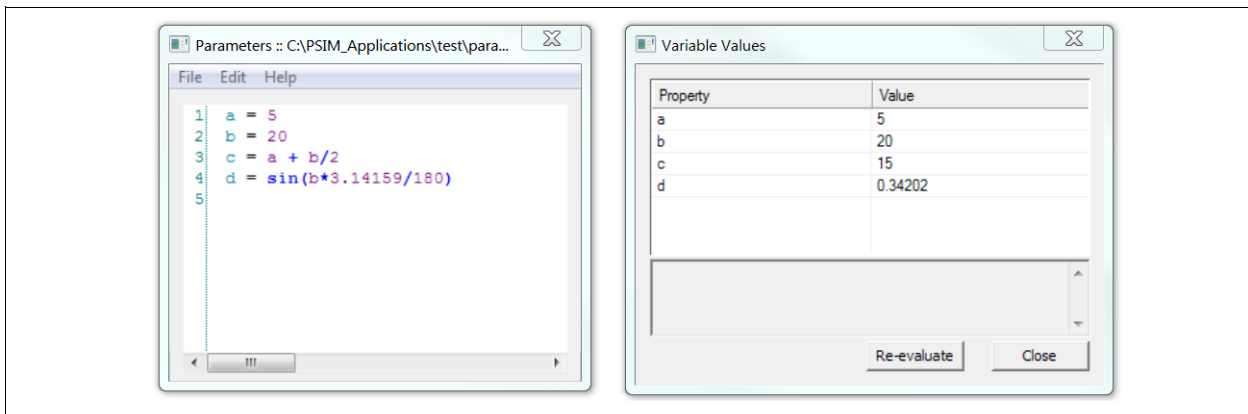 Parameters :: C:\PSIM_Applications\test\para...
File Edit Help
1 a = 5
2 b = 20
3 c = a + b/2
4 d = sin(b*3.14159/180)
5
Variable Values
Property Value
a 5
b 20
c 15
d 0.34202
Re-evaluate Close